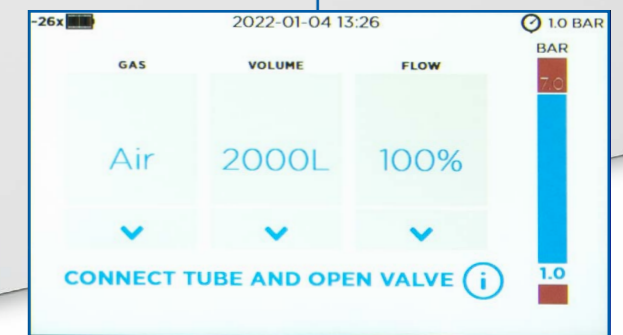 -26x 2022-01-04 13:26 1.0 BAR
BAR
GAS VOLUME FLOW
7.0
Air 2000L 100%
CONNECT TUBE AND OPEN VALVE i 1.0